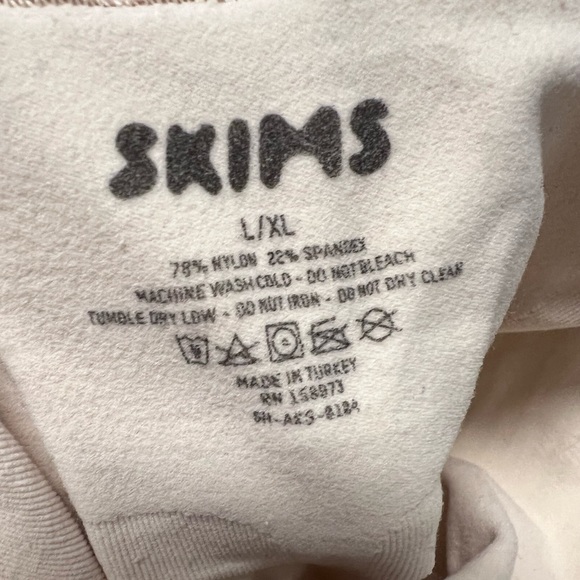 SKIMS
L/XL
78% NYLON 22% SPANDEX
MACHINE WASH COLD - DO NOT BLEACH
TUMBLE DRY LOW - DO NOT IRON - DO NOT DRY CLEAN
MADE IN TURKEY
RN 158973